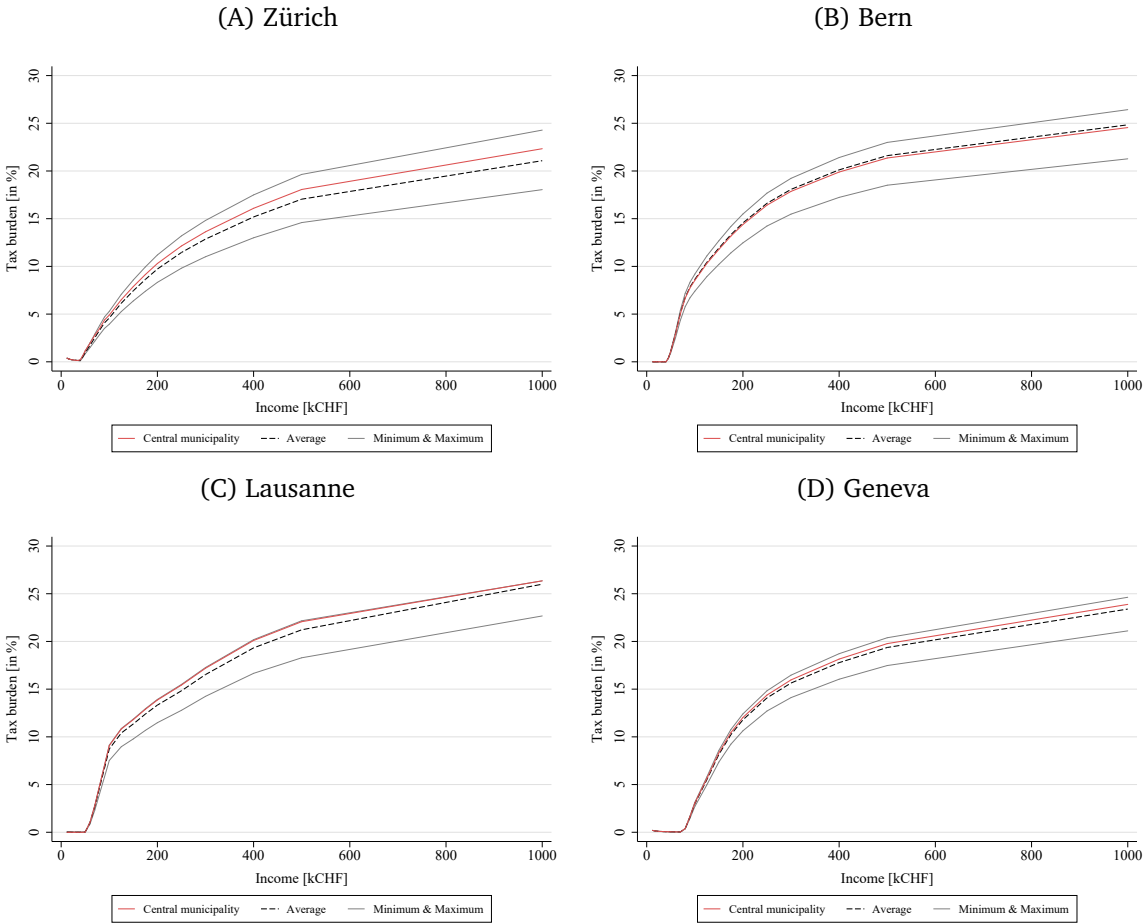 (A) Zürich
Tax burden [in %]
30
25
20
15
10
5
0
0 200 400 600 800 1000
Income [kCHF]
Central municipality Average Minimum & Maximum
(B) Bern
Tax burden [in %]
30
25
20
15
10
5
0
0 200 400 600 800 1000
Income [kCHF]
Central municipality Average Minimum & Maximum
(C) Lausanne
Tax burden [in %]
30
25
20
15
10
5
0
0 200 400 600 800 1000
Income [kCHF]
Central municipality Average Minimum & Maximum
(D) Geneva
Tax burden [in %]
30
25
20
15
10
5
0
0 200 400 600 800 1000
Income [kCHF]
Central municipality Average Minimum & Maximum